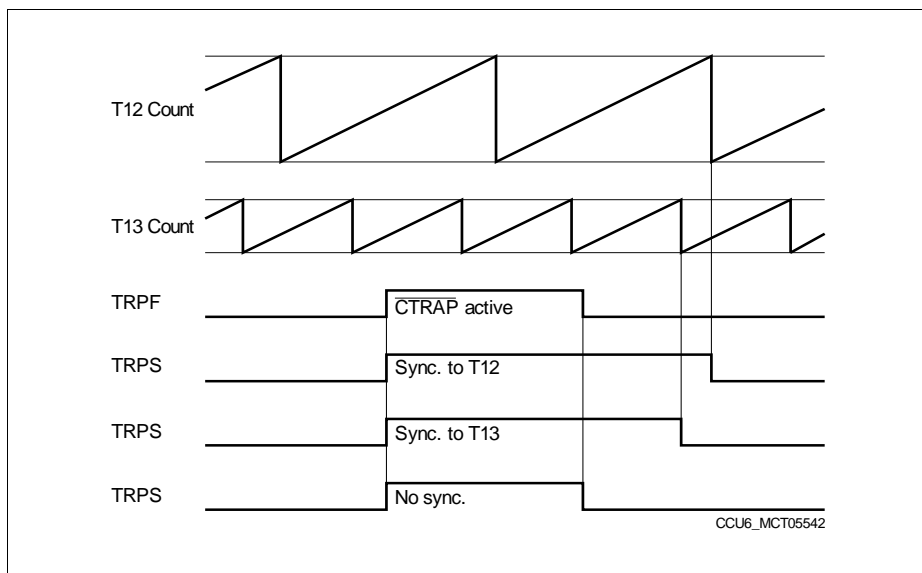 T12 Count
T13 Count
TRPF
CTRAP active
TRPS
Sync. to T12
TRPS
Sync. to T13
TRPS
No sync.
CCU6_MCT05542